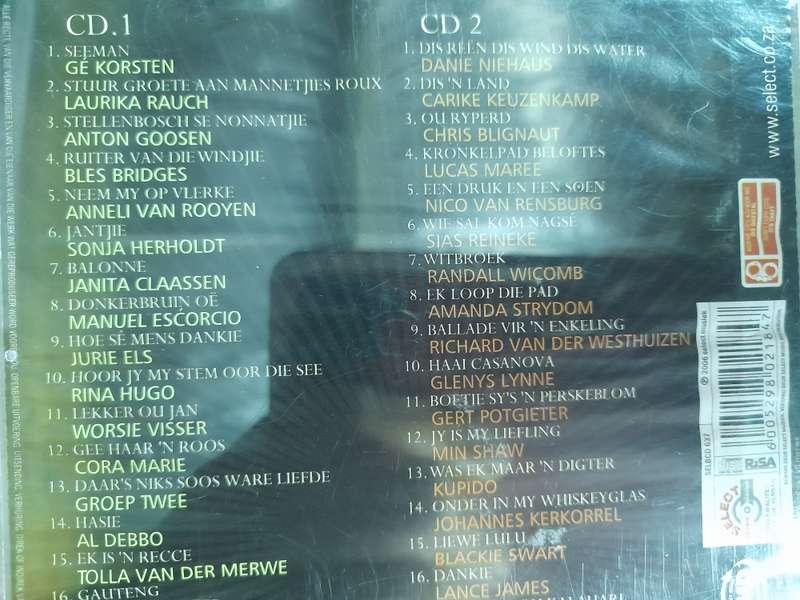 CD.1
1. SEEMAN
GÉ KORSTEN
2. STUUR GROETE AAN MANNETJIES ROUX
LAURIKA RAUCH
3. STELLENBOSCH SE NONNATJIE
ANTON GOOSEN
4. RUITER VAN DIE WINDJIE
BLES BRIDGES
5. NEEM MY OP VLERKE
ANNELI VAN ROOYEN
6. JANTJIE
SONJA HERHOLDT
7. BALONNE
JANITA CLAASSEN
8. DONKERBRUIN OË
MANUEL ESCORCIO
9. HOE SÊ MENS DANKIE
JURIE ELS
10. HOOR JY MY STEM OOR DIE SEE
RINA HUGO
11. LEKKER OU JAN
WORSIE VISSER
12. GEE HAAR 'N ROOS
CORA MARIE
13. DAAR'S NIKS SOOS WARE LIEFDE
GROEP TWEE
14. HASIE
AL DEBBO
15. EK IS 'N RECCE
TOLLA VAN DER MERWE
16. GAUTENG
CD 2
1. DIS REËN DIS WIND DIS WATER
DANIE NIEHAUS
2. DIS 'N LAND
CARIKE KEUZENKAMP
3. OU RYPERD
CHRIS BLIGNAUT
4. KRONKELPAD BELOFTES
LUCAS MAREE
5. EEN DRUK EN EEN SOEN
NICO VAN RENSBURG
6. WIE SAL KOM NAGSÊ
SIAS REINEKE
7. WITBROEK
RANDALL WICOMB
8. EK LOOP DIE PAD
AMANDA STRYDOM
9. BALLADE VIR 'N ENKELING
RICHARD VAN DER WESTHUIZEN
10. HAAI CASANOVA
GLENYS LYNNE
11. BOETIE SY'S 'N PERSKEBLOM
GERT POTGIETER
12. JY IS MY LIEFLING
MIN SHAW
13. WAS EK MAAR 'N DIGTER
KUPIDO
14. ONDER IN MY WHISKEYGLAS
JOHANNES KERKORREL
15. LIEWE LULU
BLACKIE SWART
16. DANKIE
LANCE JAMES
www.select.co.za
© 2006 select musiek
6005298021847
SELBCD 637
RiSA
SELECT